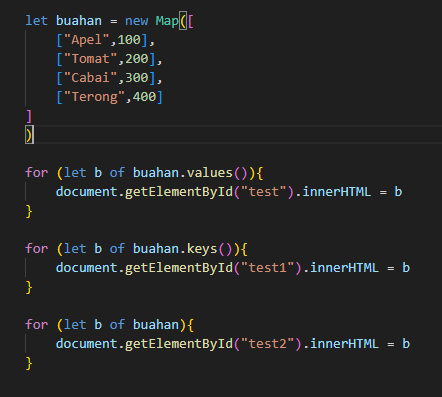 let buahan = new Map([
["Apel",100],
["Tomat",200],
["Cabai",300],
["Terong",400]
]
)
for (let b of buahan.values()){
document.getElementById("test").innerHTML = b
}
for (let b of buahan.keys()){
document.getElementById("test1").innerHTML = b
}
for (let b of buahan){
document.getElementById("test2").innerHTML = b
}